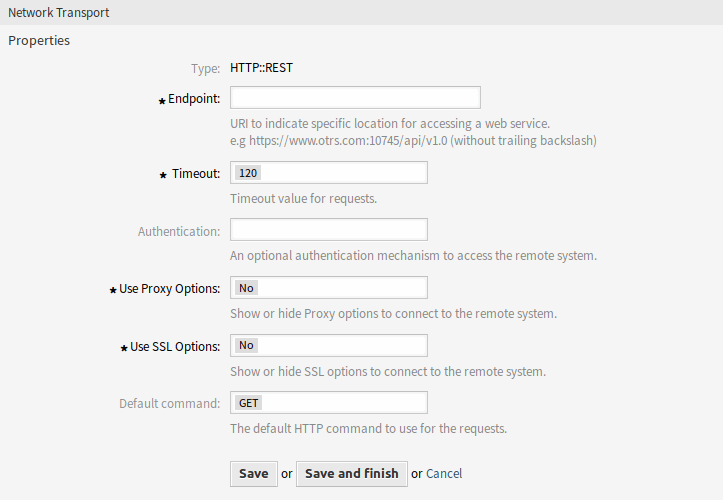 Network Transport
Properties
Type: HTTP::REST
★ Endpoint:
URI to indicate specific location for accessing a web service.
e.g https://www.otrs.com:10745/api/v1.0 (without trailing backslash)
★ Timeout: 120
Timeout value for requests.
Authentication:
An optional authentication mechanism to access the remote system.
★ Use Proxy Options: No
Show or hide Proxy options to connect to the remote system.
★ Use SSL Options: No
Show or hide SSL options to connect to the remote system.
Default command: GET
The default HTTP command to use for the requests.
Save or Save and finish or Cancel